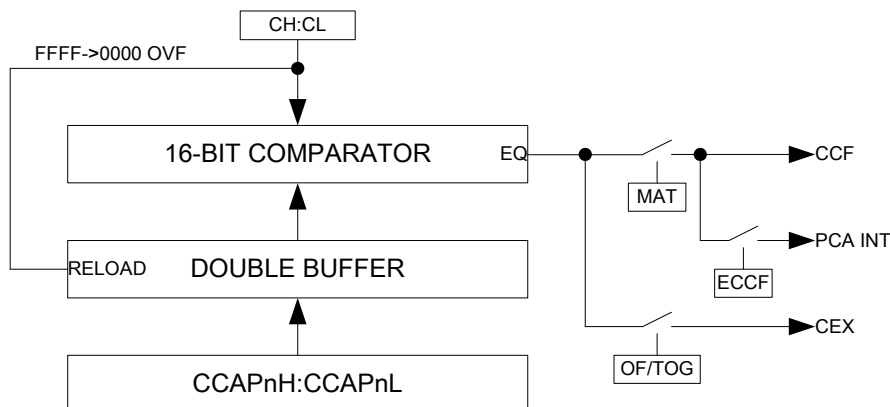 CH:CL
FFFF->0000 OVF
16-BIT COMPARATOR
EQ
CCF
MAT
PCA INT
RELOAD
DOUBLE BUFFER
ECCF
CEX
OF/TOG
CCAPnH:CCAPnL